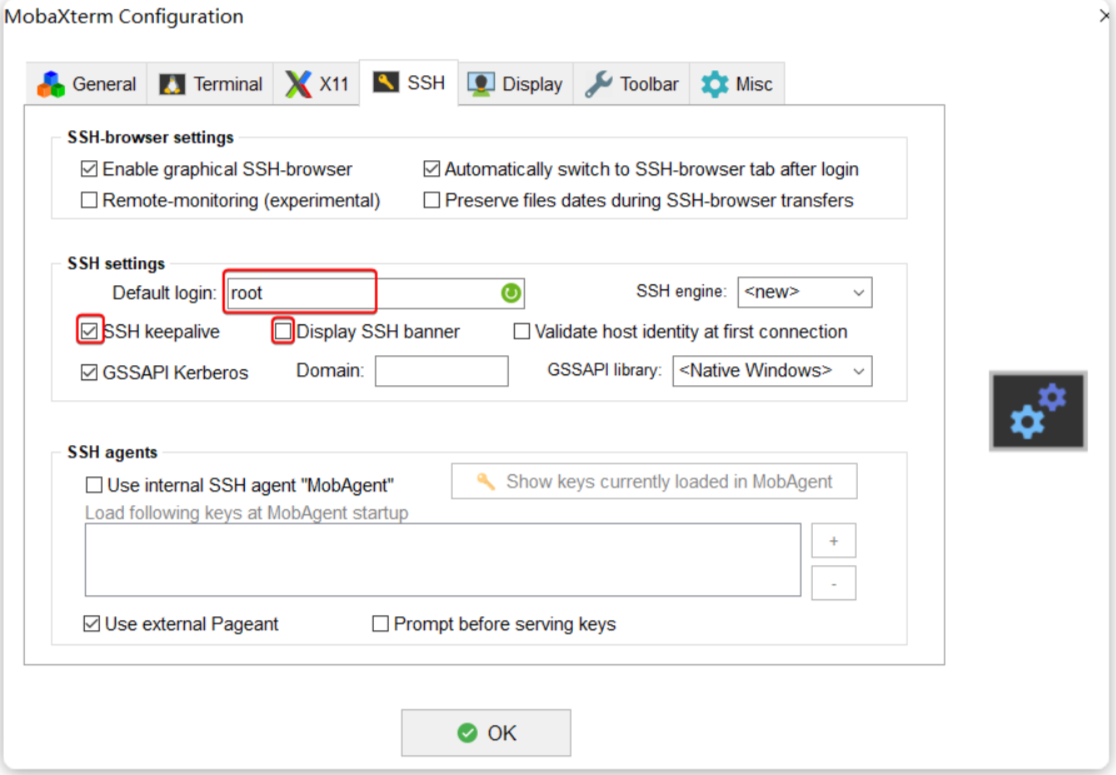 MobaXterm Configuration
General Terminal X11 SSH Display Toolbar Misc
SSH-browser settings
Enable graphical SSH-browser Automatically switch to SSH-browser tab after login
Remote-monitoring (experimental) Preserve files dates during SSH-browser transfers
SSH settings
Default login: root SSH engine: <new>
SSH keepalive Display SSH banner Validate host identity at first connection
GSSAPI Kerberos Domain: GSSAPI library: <Native Windows>
SSH agents
Use internal SSH agent "MobAgent" Show keys currently loaded in MobAgent
Load following keys at MobAgent startup
+
-
Use external Pageant Prompt before serving keys
OK